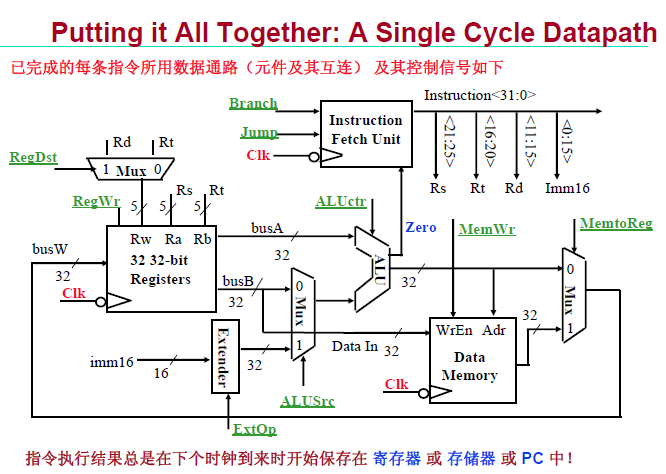 Putting it All Together: A Single Cycle Datapath
已完成的每条指令所用数据通路（元件及其互连） 及其控制信号如下
Branch
Instruction<31:0>
Jump
Instruction
Fetch Unit
Clk
<21:25>
<16:20>
<11:15>
<0:15>
Rs
Rt
Rd
Imm16
Rd
Rt
RegDst
1 Mux 0
RegWr
5
5
5
Rs
Rt
ALUctr
Zero
MemWr
MemtoReg
busA
32
Rw Ra Rb
32 32-bit
Registers
busW
32
Clk
busB
32
0
Mux
1
ALU
32
0
Mux
1
32
WrEn Adr
Data
Memory
Data In 32
Clk
imm16
16
Extender
32
ALUSrc
ExtOp
指令执行结果总是在下个时钟到来时开始保存在 寄存器 或 存储器 或 PC 中！